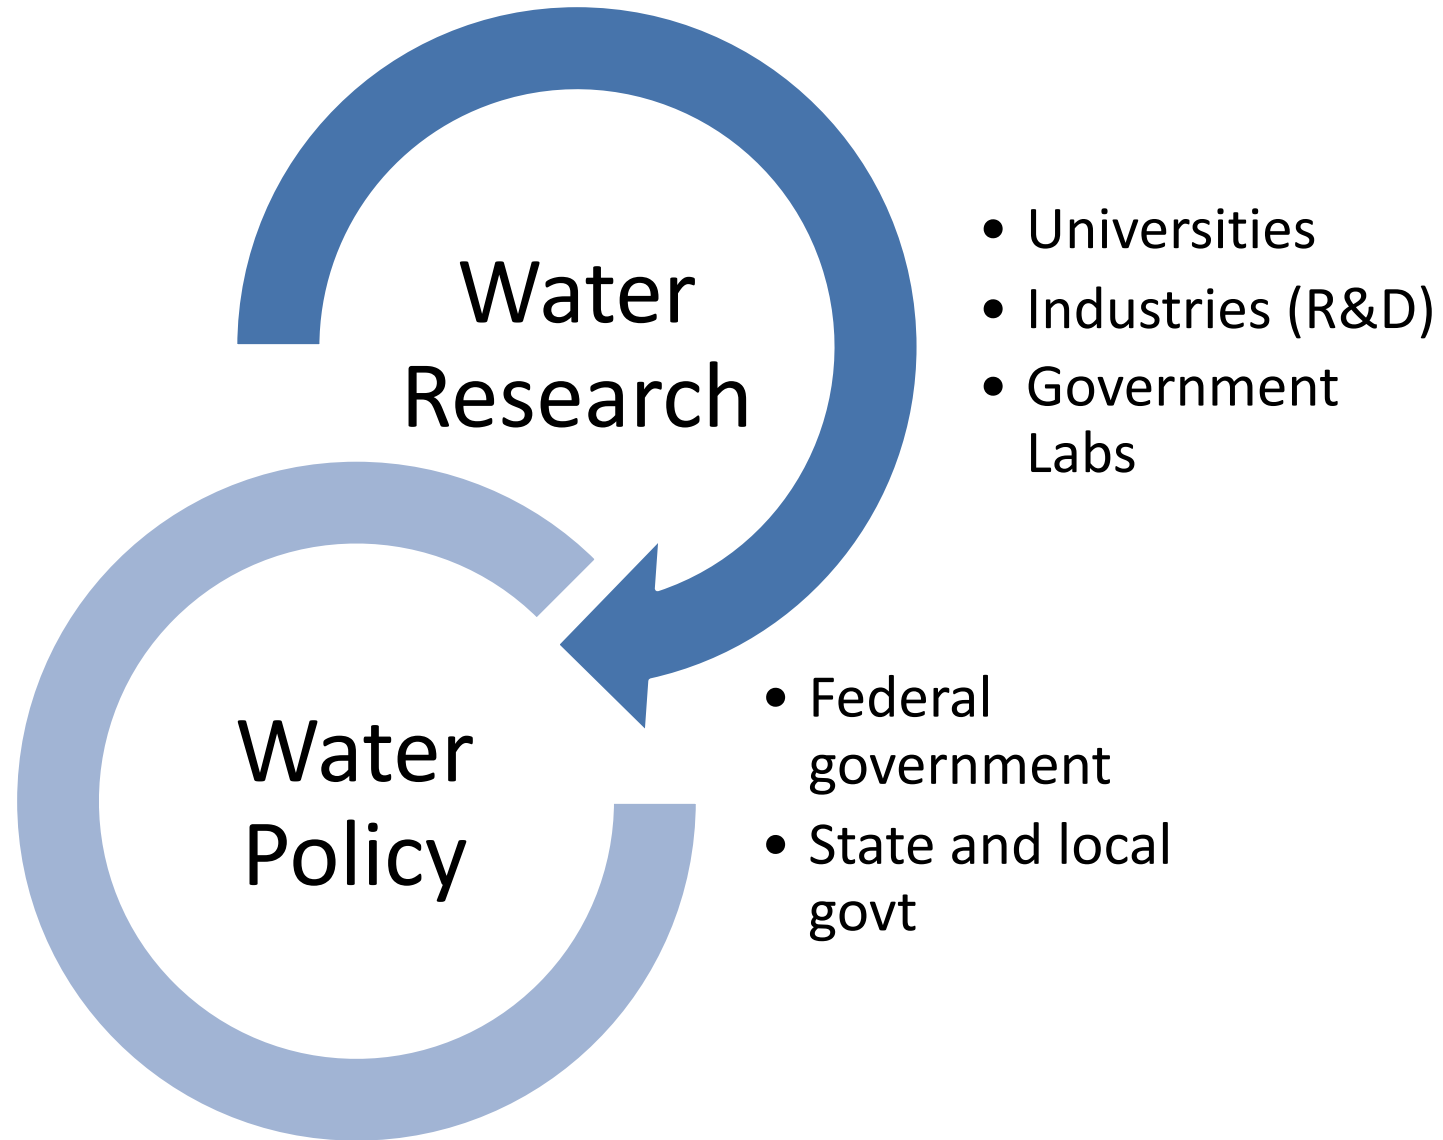 Water
Research
• Universities
• Industries (R&D)
• Government
Labs
Water
Policy
• Federal
government
• State and local
govt